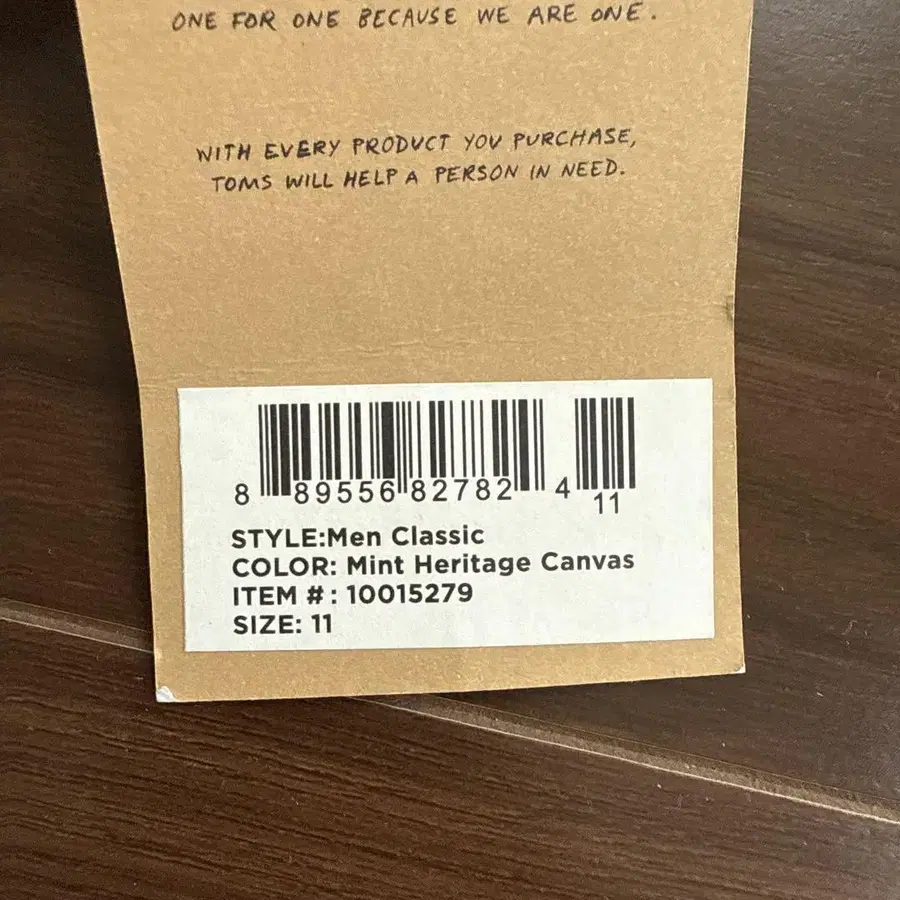 ONE FOR ONE BECAUSE WE ARE ONE.
WITH EVERY PRODUCT YOU PURCHASE,
TOMS WILL HELP A PERSON IN NEED.
8 89556 82782 4 11
STYLE:Men Classic
COLOR: Mint Heritage Canvas
ITEM #: 10015279
SIZE: 11